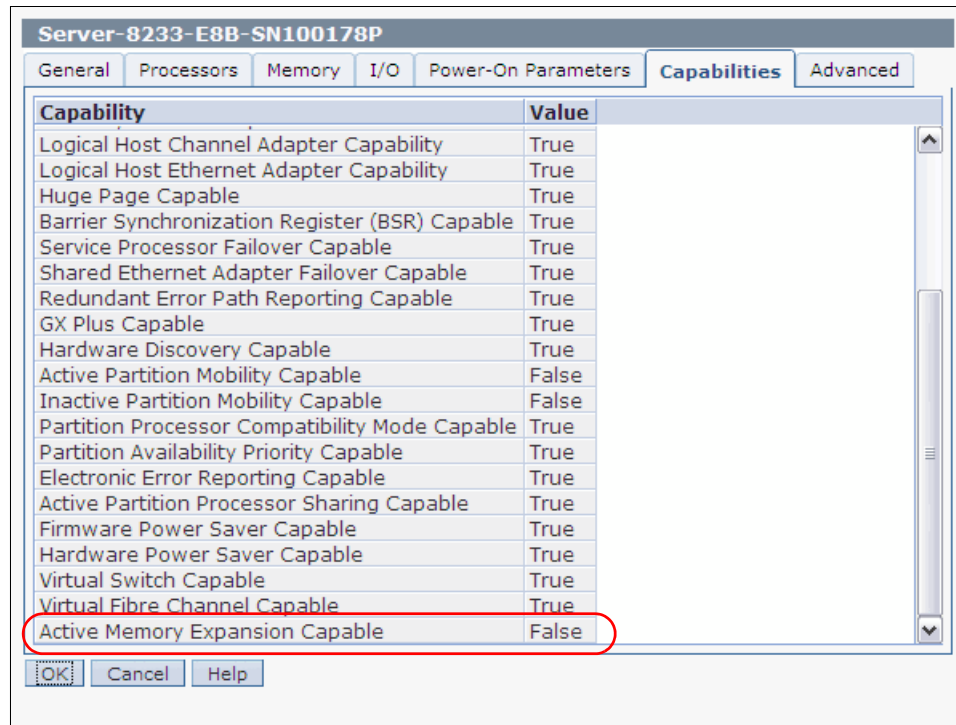 Server-8233-E8B-SN100178P
General Processors Memory I/O Power-On Parameters Capabilities Advanced
Capability Value
Logical Host Channel Adapter Capability True
Logical Host Ethernet Adapter Capability True
Huge Page Capable True
Barrier Synchronization Register (BSR) Capable True
Service Processor Failover Capable True
Shared Ethernet Adapter Failover Capable True
Redundant Error Path Reporting Capable True
GX Plus Capable True
Hardware Discovery Capable True
Active Partition Mobility Capable False
Inactive Partition Mobility Capable False
Partition Processor Compatibility Mode Capable True
Partition Availability Priority Capable True
Electronic Error Reporting Capable True
Active Partition Processor Sharing Capable True
Firmware Power Saver Capable True
Hardware Power Saver Capable True
Virtual Switch Capable True
Virtual Fibre Channel Capable True
Active Memory Expansion Capable False
OK Cancel Help